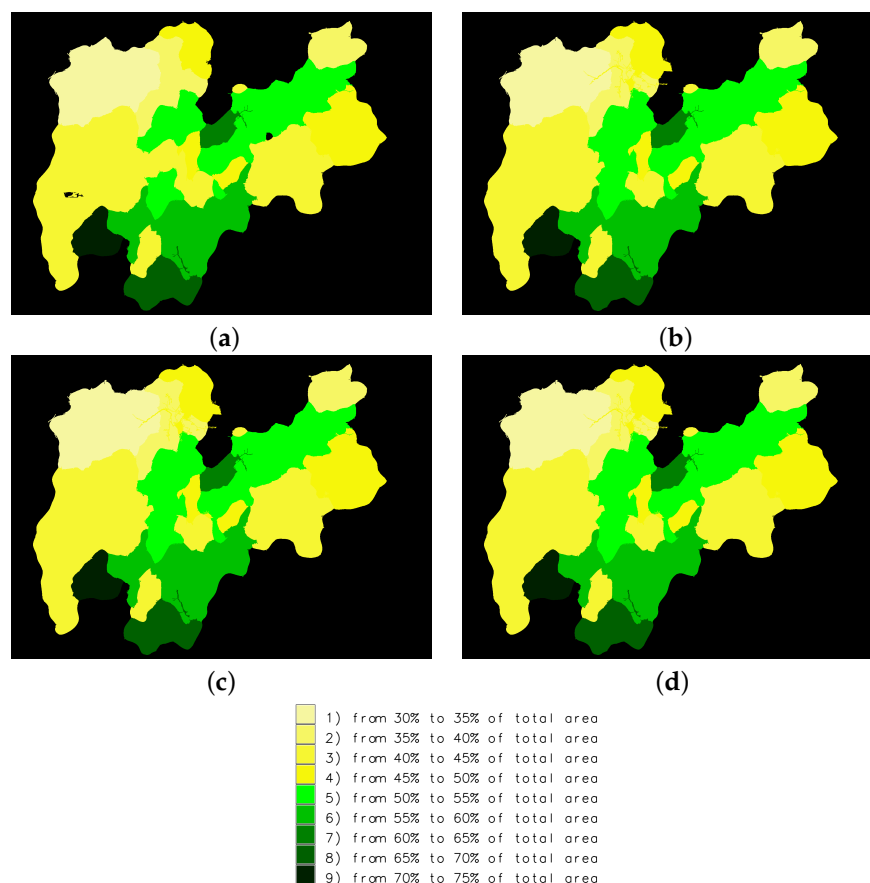 (a)
(b)
(c)
(d)
1) from 30% to 35% of total area
2) from 35% to 40% of total area
3) from 40% to 45% of total area
4) from 45% to 50% of total area
5) from 50% to 55% of total area
6) from 55% to 60% of total area
7) from 60% to 65% of total area
8) from 65% to 70% of total area
9) from 70% to 75% of total area